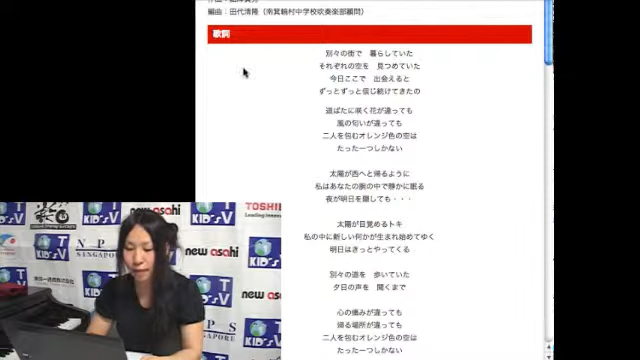 編曲：田代清隆（南箕輪村中学校吹奏楽部顧問）
歌詞
別々の街で　暮らしていた
それぞれの空を　見つめていた
今日ここで　出会えると
ずっとずっと信じ続けてきたの
道ばたに咲く花が違っても
風の匂いが違っても
二人を包むオレンジ色の空は
たった一つしかない
太陽が西へと帰るように
私はあなたの腕の中で静かに眠る
夜が明日を隠しても・・・
太陽が目覚めるトキ
私の中に新しい何かが生まれ始めてゆく
明日はきっとやってくる
別々の道を　歩いていた
夕日の声を　聞くまで
心の痛みが違っても
帰る場所が違っても
二人を包むオレンジ色の空は
たった一つしかない
TOSHIBA
Leading Innovation
new asahi
KID'S TV
NPS
SINGAPORE
KID'S TV
new asahi
KID'S TV
new asahi
KID'S TV